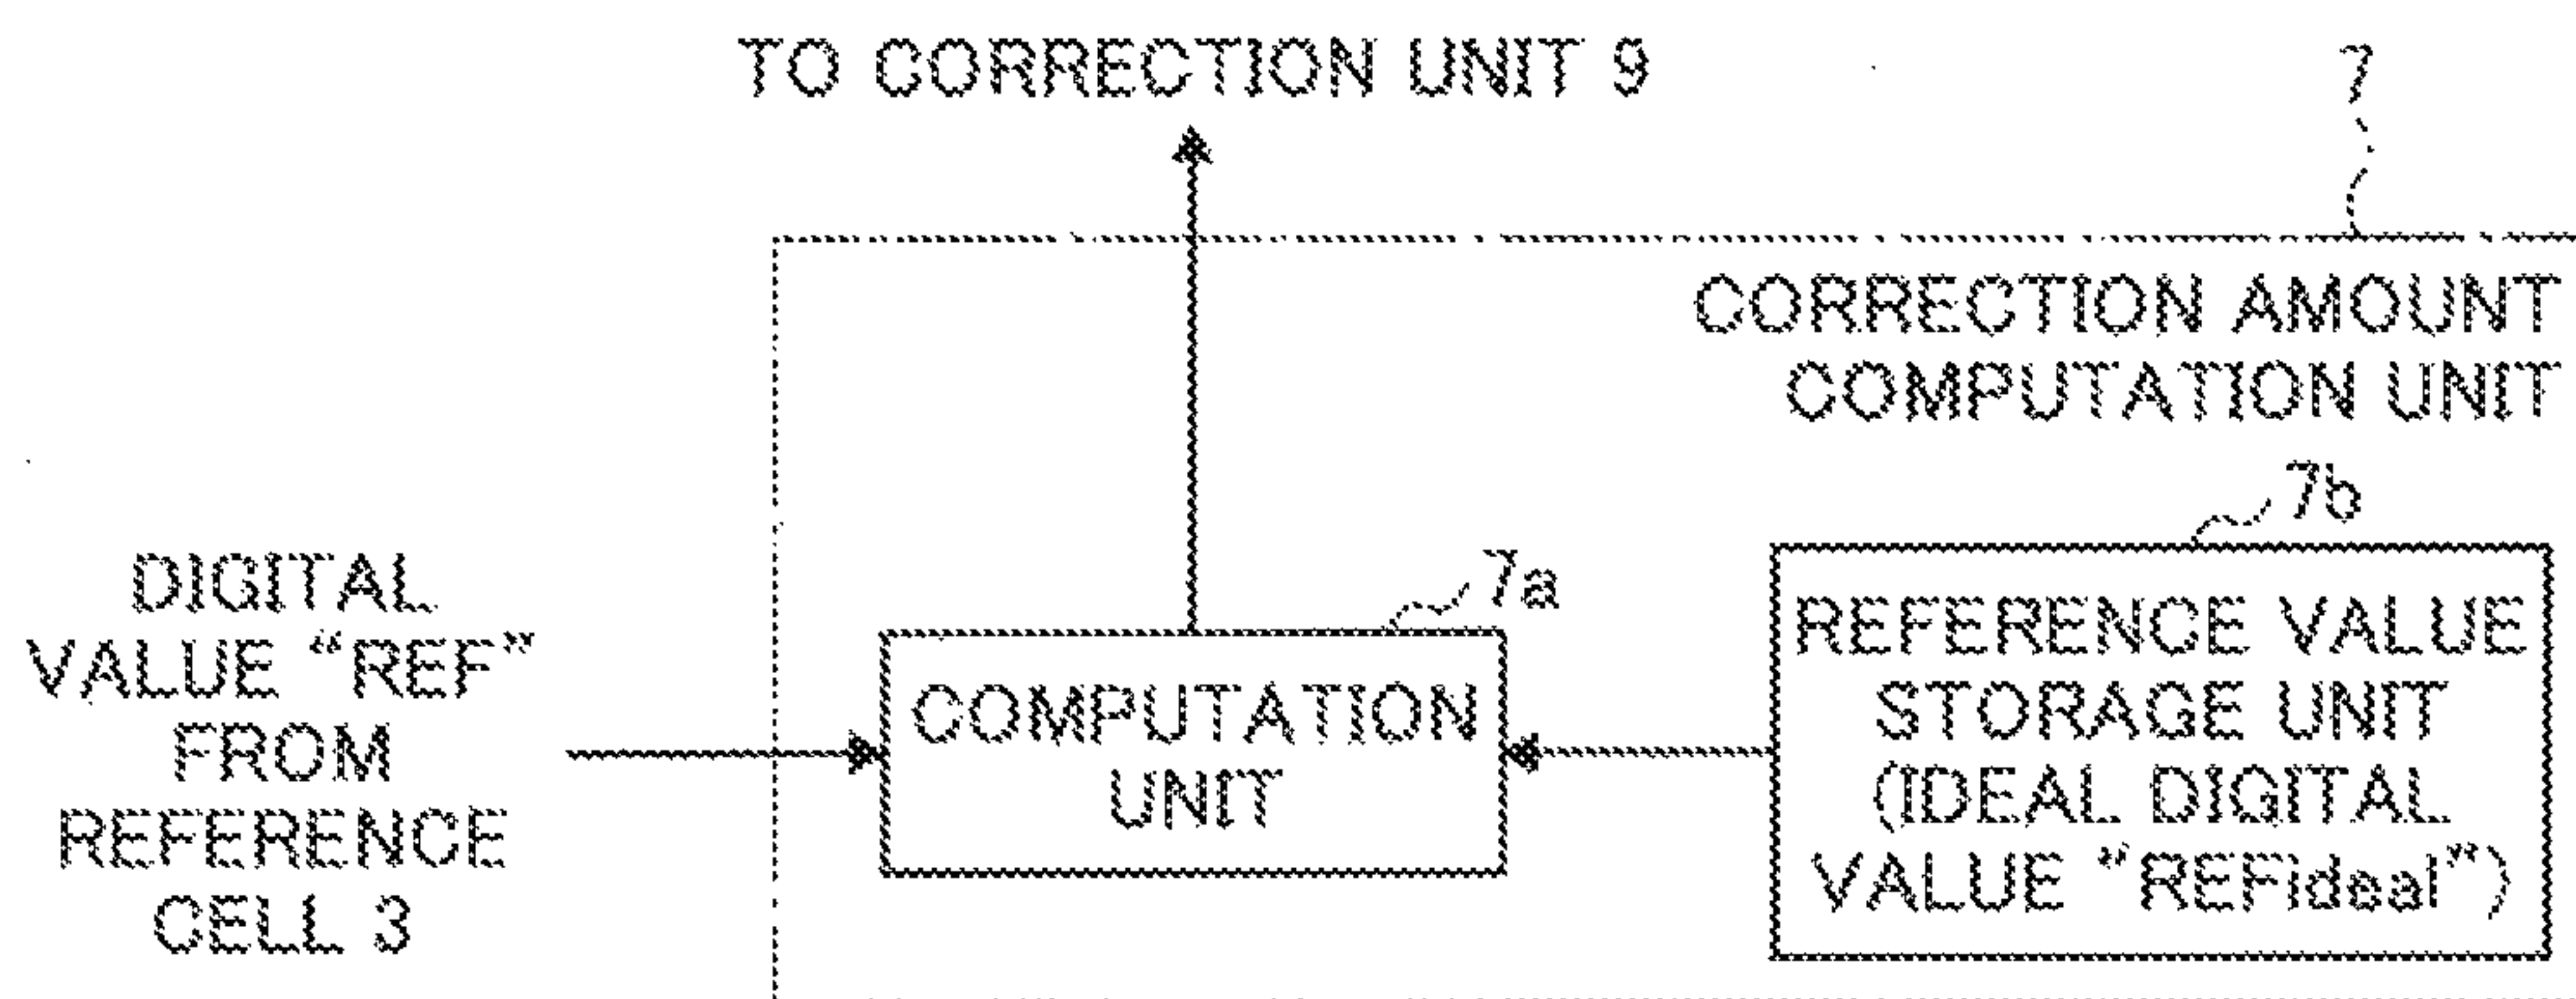 TO CORRECTION UNIT 9
7
CORRECTION AMOUNT
COMPUTATION UNIT
7b
7a
DIGITAL
VALUE “REF”
FROM
REFERENCE
CELL 3
COMPUTATION
UNIT
REFERENCE VALUE
STORAGE UNIT
(IDEAL DIGITAL
VALUE “REFideal”)